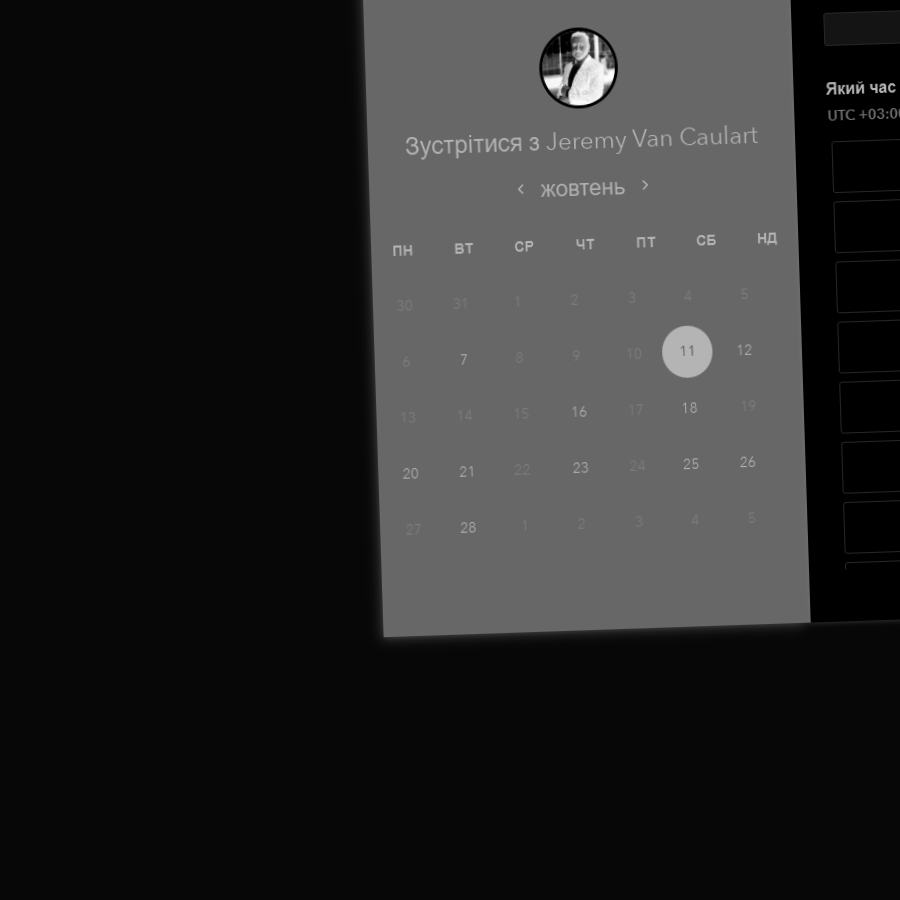 Зустрітися з Jeremy Van Caulart
‹ жовтень ›
ПН ВТ СР ЧТ ПТ СБ НД
30 31 1 2 3 4 5
6 7 8 9 10 11 12
13 14 15 16 17 18 19
20 21 22 23 24 25 26
27 28 1 2 3 4 5
Який час
UTC +03:00